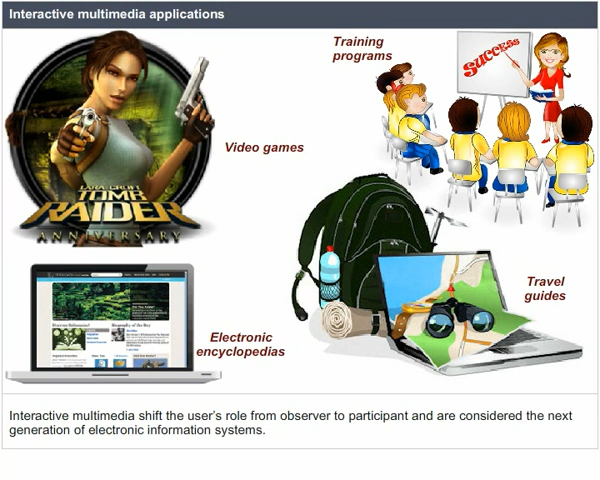 Interactive multimedia applications
Training
programs
SUCCESS
Video games
LARA CROFT
TOMB
RAIDER
ANNIVERSARY
Travel
guides
Electronic
encyclopedias
Interactive multimedia shift the user's role from observer to participant and are considered the next
generation of electronic information systems.